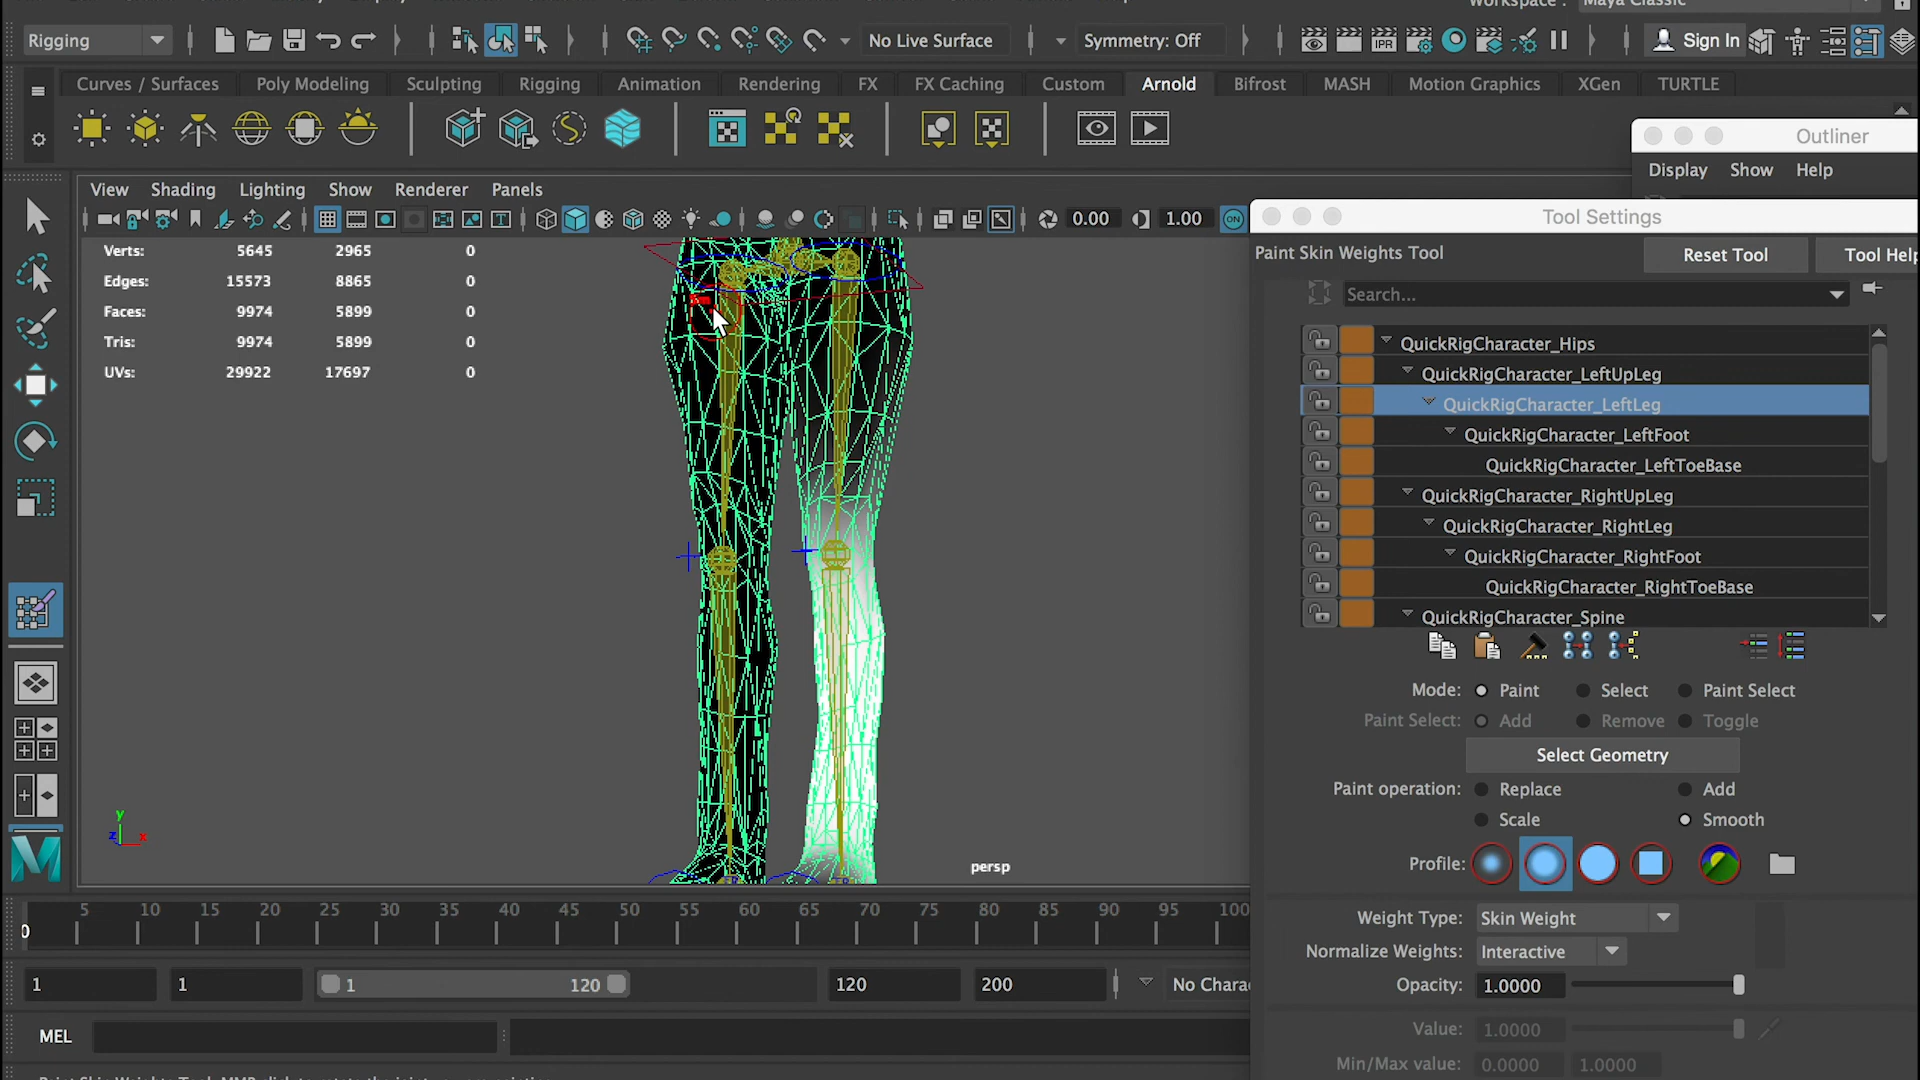 Workspace : Maya Classic
Rigging
No Live Surface
Symmetry: Off
IPR
Sign In
Curves / Surfaces Poly Modeling Sculpting Rigging Animation Rendering FX FX Caching Custom Arnold Bifrost MASH Motion Graphics XGen TURTLE
Outliner
Display Show Help
View Shading Lighting Show Renderer Panels
0.00 1.00 ON
Tool Settings
Paint Skin Weights Tool
Reset Tool
Tool Help
Search...
Verts: 5645 2965 0
Edges: 15573 8865 0
Faces: 9974 5899 0
Tris: 9974 5899 0
UVs: 29922 17697 0
Sm
QuickRigCharacter_Hips
QuickRigCharacter_LeftUpLeg
QuickRigCharacter_LeftLeg
QuickRigCharacter_LeftFoot
QuickRigCharacter_LeftToeBase
QuickRigCharacter_RightUpLeg
QuickRigCharacter_RightLeg
QuickRigCharacter_RightFoot
QuickRigCharacter_RightToeBase
QuickRigCharacter_Spine
Mode: Paint Select Paint Select
Paint Select: Add Remove Toggle
Select Geometry
Paint operation: Replace Add
Scale Smooth
Profile:
y
z x
persp
Weight Type: Skin Weight
Normalize Weights: Interactive
Opacity: 1.0000
Value: 1.0000
Min/Max value: 0.0000 1.0000
0 5 10 15 20 25 30 35 40 45 50 55 60 65 70 75 80 85 90 95 100
1 1 1 120 120 200 No Chara
MEL